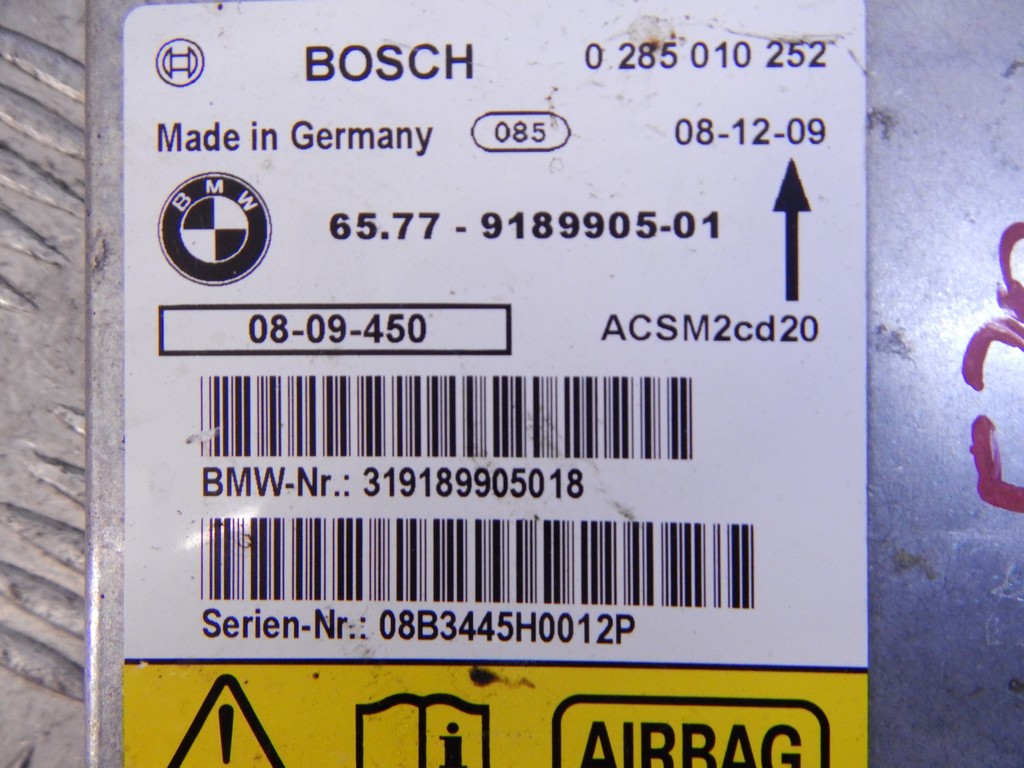 BOSCH 0 285 010 252
Made in Germany 085 08-12-09
BMW 65.77 - 9189905-01
08-09-450 ACSM2cd20
BMW-Nr.: 319189905018
Serien-Nr.: 08B3445H0012P
AIRBAG